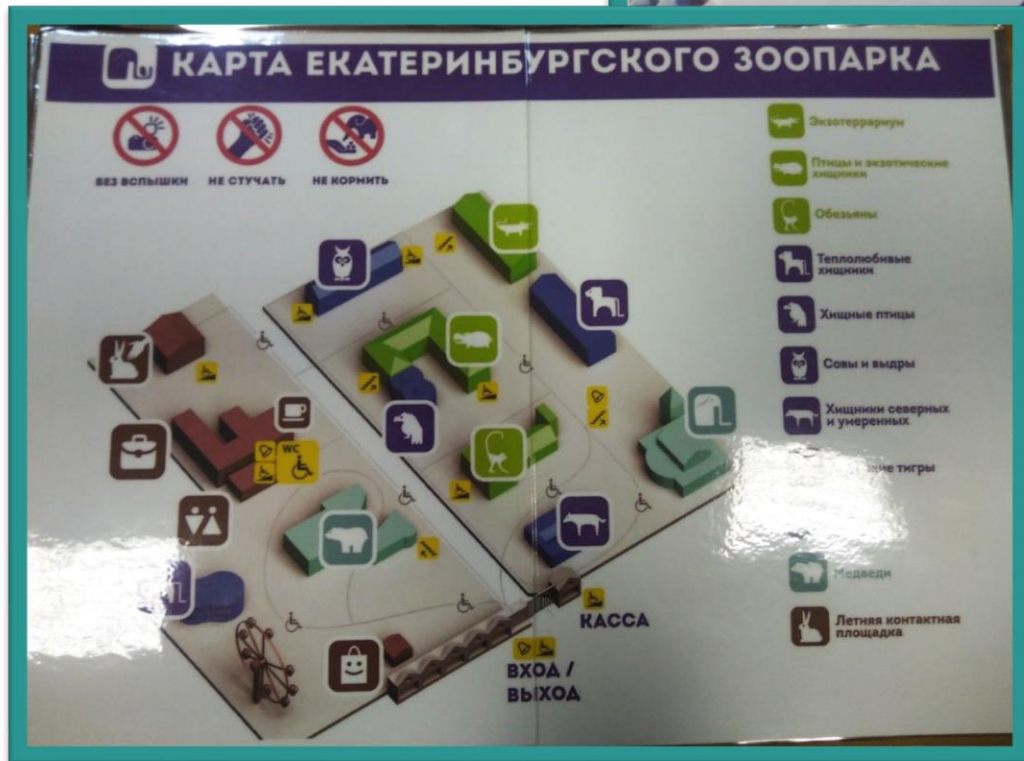 КАРТА ЕКАТЕРИНБУРГСКОГО ЗООПАРКА
БЕЗ ВСПЫШКИ
НЕ СТУЧАТЬ
НЕ КОРМИТЬ
Экзотеррариум
Птицы и экзотические
хищники
Обезьяны
Теплолюбивые
хищники
Хищные птицы
Совы и выдры
Хищники северных
и умеренных
тигры
Медведи
Летняя контактная
площадка
WC
КАССА
ВХОД /
ВЫХОД